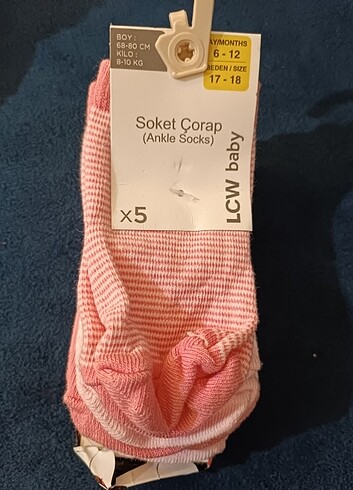 BOY :
68-80 CM
KİLO :
8-10 KG
AY/MONTHS
6 - 12
BEDEN / SIZE
17 - 18
Soket Çorap
(Ankle Socks)
x5
LCW baby